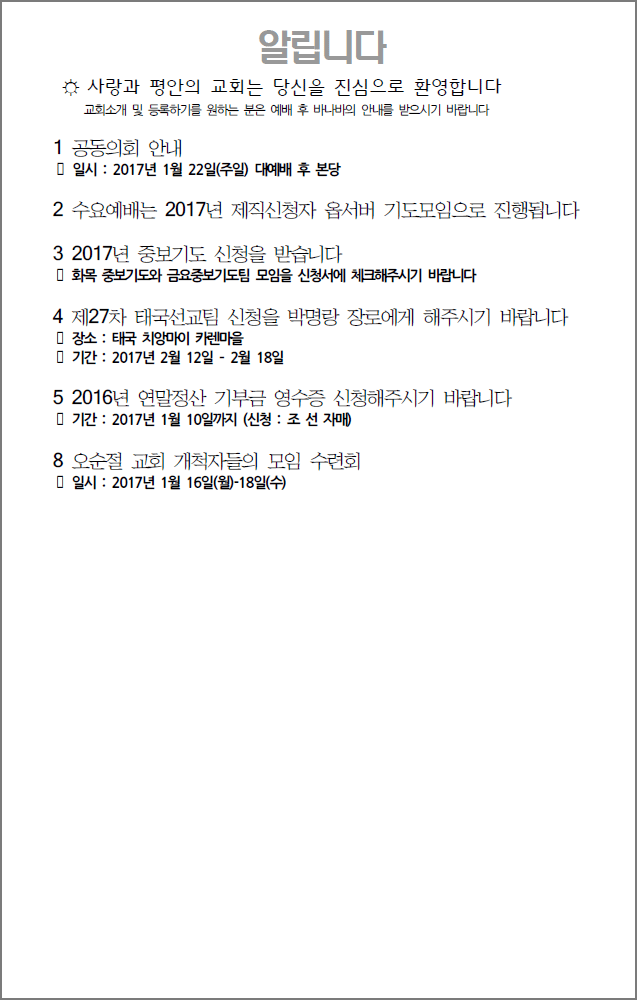 알립니다
☼ 사랑과 평안의 교회는 당신을 진심으로 환영합니다
교회소개 및 등록하기를 원하는 분은 예배 후 바나바의 안내를 받으시기 바랍니다
1 공동의회 안내
▯ 일시 : 2017년 1월 22일(주일) 대예배 후 본당
2 수요예배는 2017년 제직신청자 옵서버 기도모임으로 진행됩니다
3 2017년 중보기도 신청을 받습니다
▯ 화목 중보기도와 금요중보기도팀 모임을 신청서에 체크해주시기 바랍니다
4 제27차 태국선교팀 신청을 박명랑 장로에게 해주시기 바랍니다
▯ 장소 : 태국 치앙마이 카렌마을
▯ 기간 : 2017년 2월 12일 - 2월 18일
5 2016년 연말정산 기부금 영수증 신청해주시기 바랍니다
▯ 기간 : 2017년 1월 10일까지 (신청 : 조 선 자매)
8 오순절 교회 개척자들의 모임 수련회
▯ 일시 : 2017년 1월 16일(월)-18일(수)